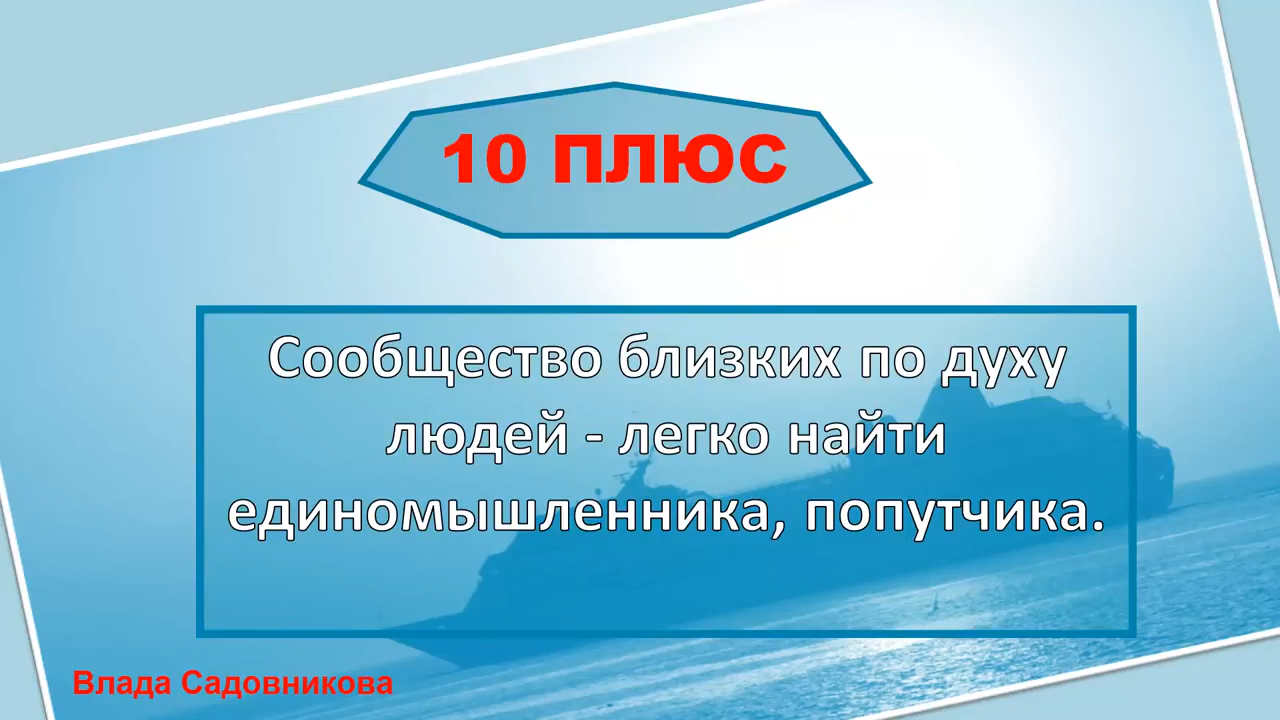 10 ПЛЮС
Сообщество близких по духу
людей - легко найти
единомышленника, попутчика.
Влада Садовникова